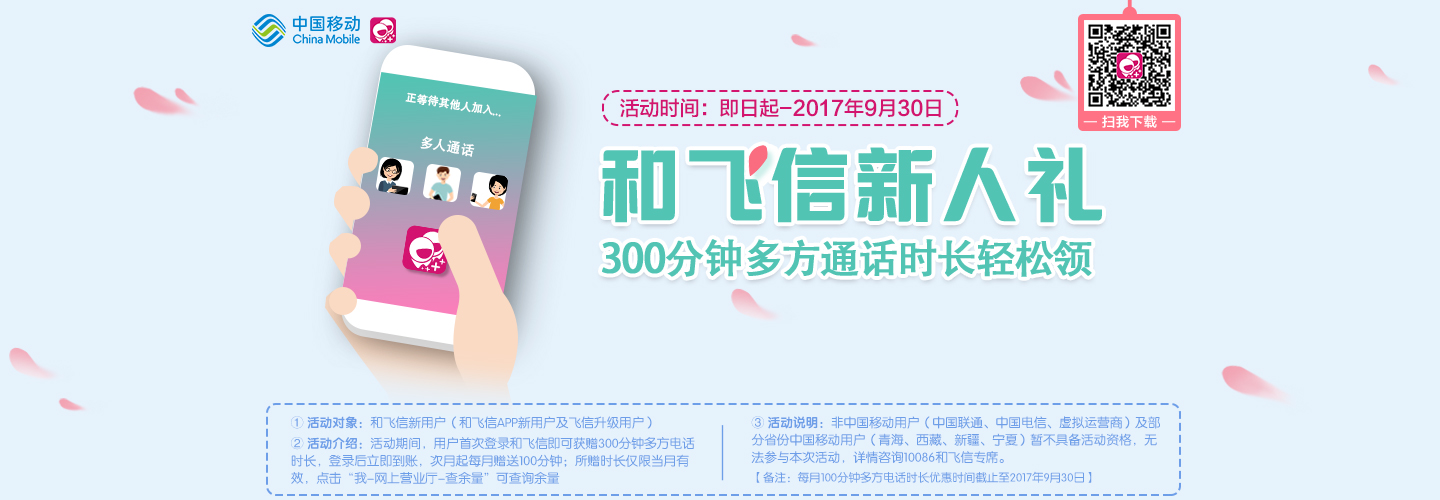 中国移动
China Mobile
扫我下载
正等待其他人加入...
多人通话
活动时间：即日起-2017年9月30日
和飞信新人礼
300分钟多方通话时长轻松领
① 活动对象：和飞信新用户（和飞信APP新用户及飞信升级用户）
② 活动介绍：活动期间，用户首次登录和飞信即可获赠300分钟多方电话
时长，登录后立即到账，次月起每月赠送100分钟；所赠时长仅限当月有
效，点击“我-网上营业厅-查余量”可查询余量
③ 活动说明：非中国移动用户（中国联通、中国电信、虚拟运营商）及部
分省份中国移动用户（青海、西藏、新疆、宁夏）暂不具备活动资格，无
法参与本次活动，详情咨询10086和飞信专席。
【备注：每月100分钟多方电话时长优惠时间截止至2017年9月30日】